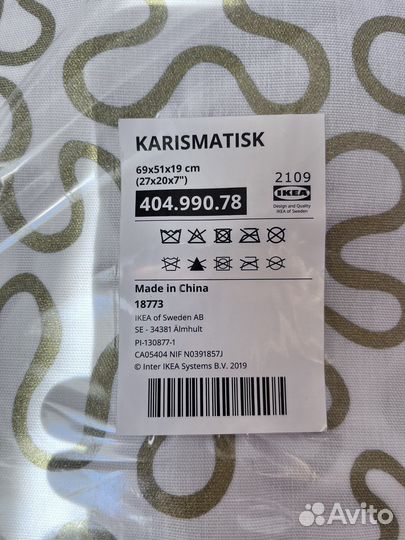 KARISMATISK
69x51x19 cm
(27x20x7")
404.990.78
2109
IKEA
Design and Quality
IKEA of Sweden
Made in China
18773
IKEA of Sweden AB
SE - 34381 Älmhult
PI-130877-1
CA05404 NIF N0391857J
© Inter IKEA Systems B.V. 2019
Avito